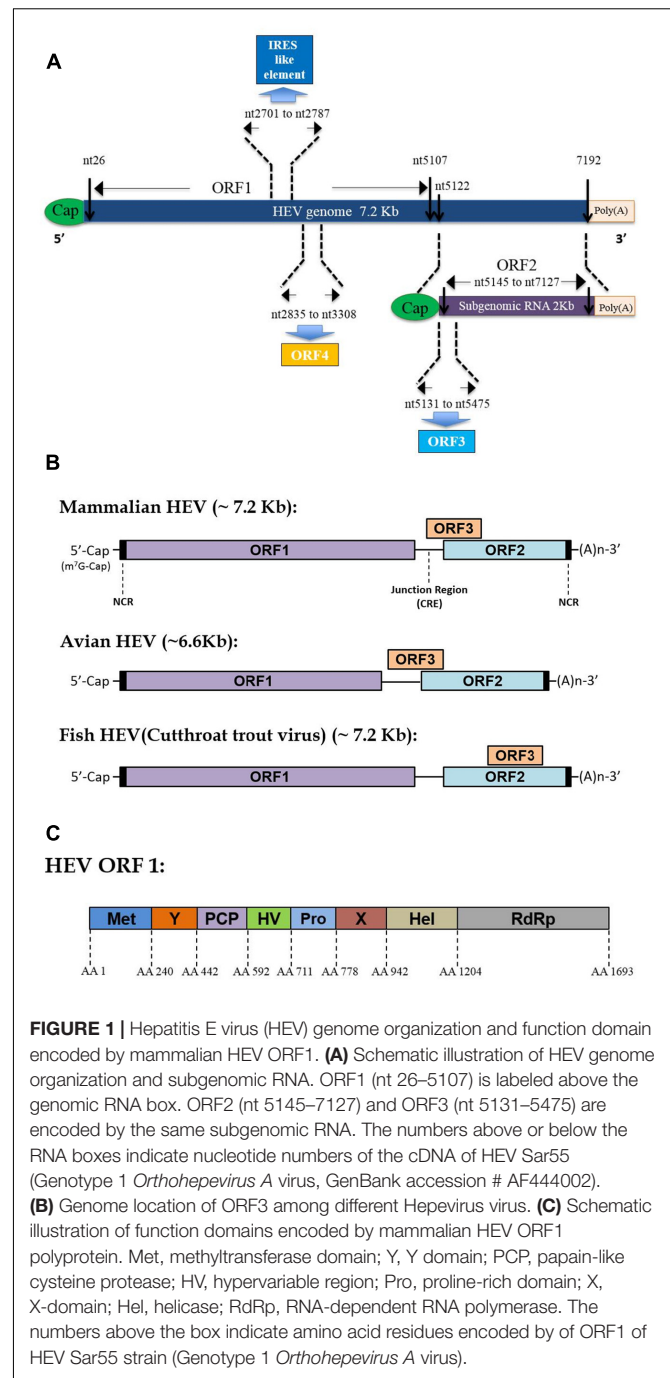 A
IRES
like
element
nt2701 to nt2787
nt26
ORF1
nt5107
7192
nt5122
Cap
HEV genome 7.2 Kb
Poly(A)
5′
3′
ORF2
nt5145 to nt7127
Cap
Subgenomic RNA 2Kb
Poly(A)
nt2835 to nt3308
ORF4
nt5131 to nt5475
ORF3
B
Mammalian HEV (~ 7.2 Kb):
ORF3
5′-Cap
ORF1
ORF2
(A)n-3′
(m⁷G-Cap)
NCR
Junction Region
(CRE)
NCR
Avian HEV (~6.6Kb):
ORF3
5′-Cap
ORF1
ORF2
(A)n-3′
Fish HEV(Cutthroat trout virus) (~ 7.2 Kb):
ORF3
5′-Cap
ORF1
ORF2
(A)n-3′
C
HEV ORF 1:
Met Y PCP HV Pro X Hel RdRp
AA 1 AA 240 AA 442 AA 592 AA 711 AA 778 AA 942 AA 1204 AA 1693
FIGURE 1 | Hepatitis E virus (HEV) genome organization and function domain
encoded by mammalian HEV ORF1. (A) Schematic illustration of HEV genome
organization and subgenomic RNA. ORF1 (nt 26–5107) is labeled above the
genomic RNA box. ORF2 (nt 5145–7127) and ORF3 (nt 5131–5475) are
encoded by the same subgenomic RNA. The numbers above or below the
RNA boxes indicate nucleotide numbers of the cDNA of HEV Sar55
(Genotype 1 Orthohepevirus A virus, GenBank accession # AF444002).
(B) Genome location of ORF3 among different Hepevirus virus. (C) Schematic
illustration of function domains encoded by mammalian HEV ORF1
polyprotein. Met, methyltransferase domain; Y, Y domain; PCP, papain-like
cysteine protease; HV, hypervariable region; Pro, proline-rich domain; X,
X-domain; Hel, helicase; RdRp, RNA-dependent RNA polymerase. The
numbers above the box indicate amino acid residues encoded by of ORF1 of
HEV Sar55 strain (Genotype 1 Orthohepevirus A virus).